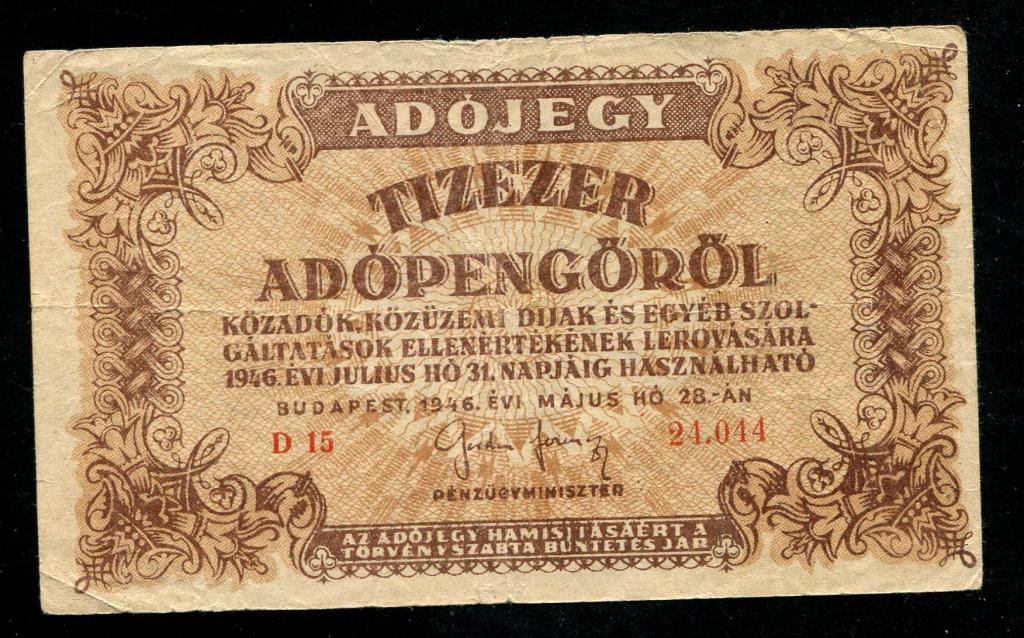 ADÓJEGY
TIZEZER
ADÓPENGŐRŐL
KÖZADÓK, KÖZÜZEMI DIJAK ÉS EGYÉB SZOL-
GÁLTATÁSOK ELLENÉRTÉKÉNEK LEROVÁSÁRA
1946. ÉVI JULIUS HÓ 31. NAPJÁIG HASZNÁLHATÓ
BUDAPEST, 1946. ÉVI MÁJUS HÓ 28.-ÁN
D 15 24.044
PÉNZÜGYMINISZTER
AZ ADÓJEGY HAMISITÁSÁÉRT A
TÖRVÉNYSZABTA BÜNTETÉS JÁR